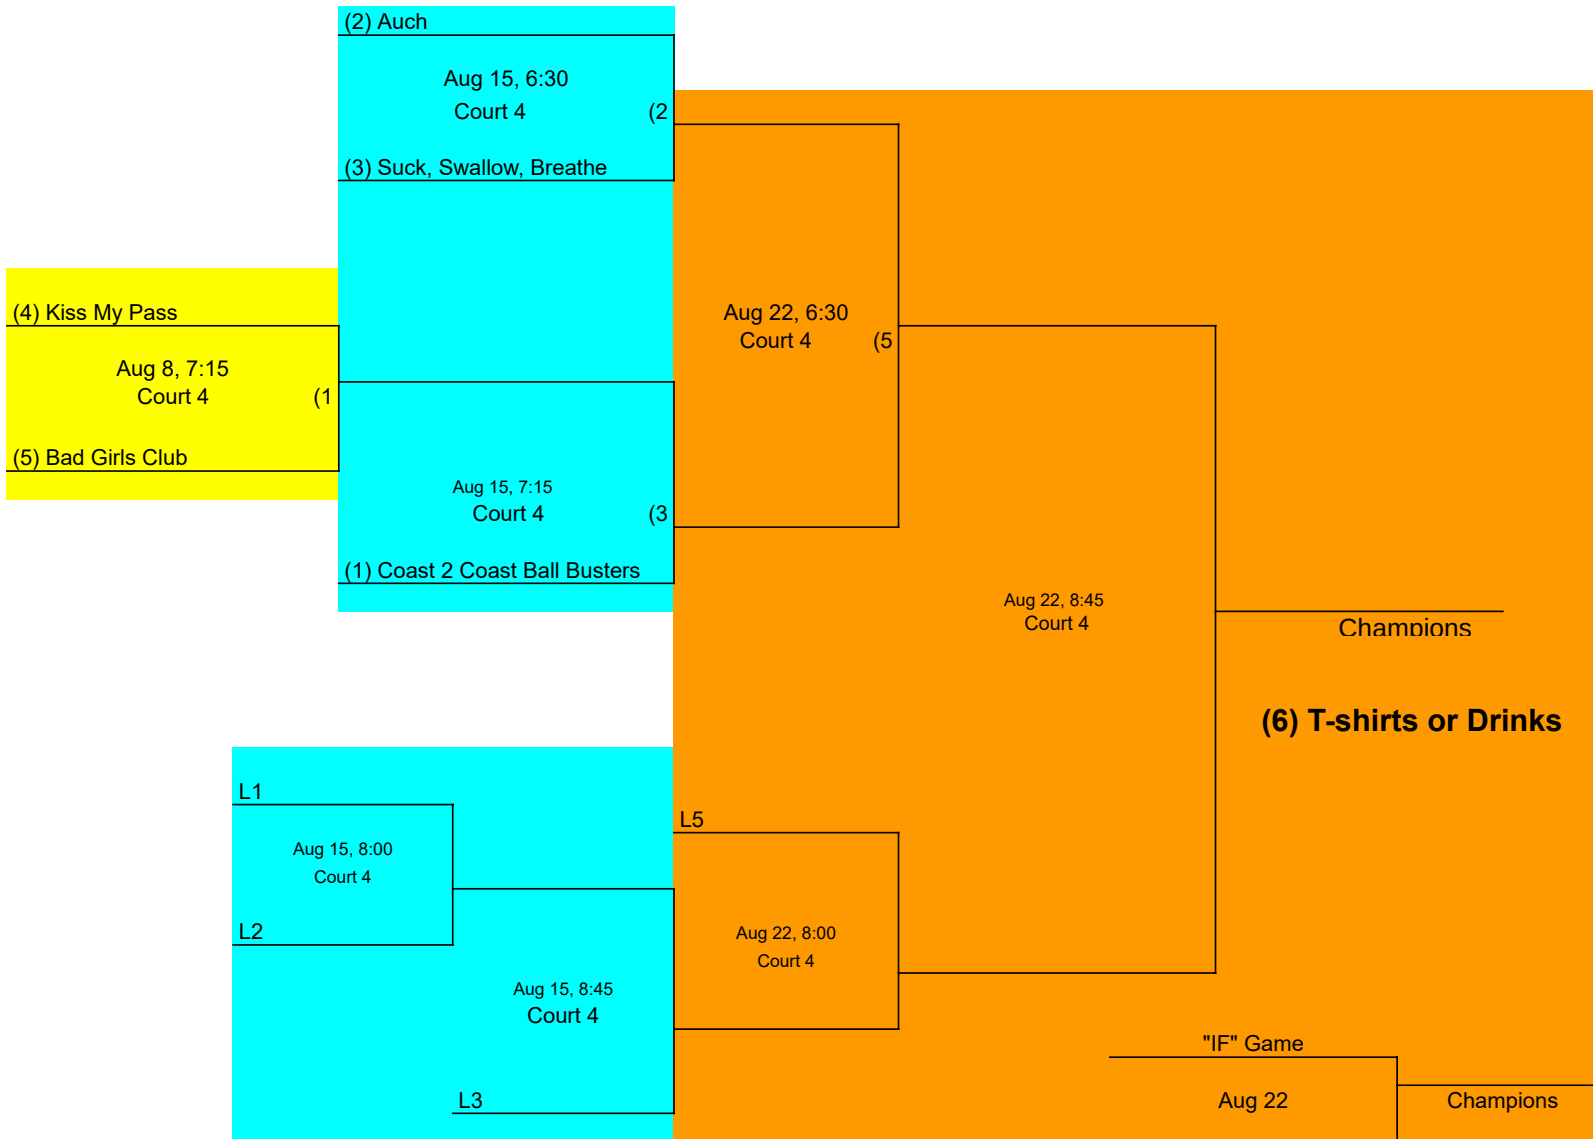 (2) Auch
Aug 15, 6:30
Court 4 (2
(3) Suck, Swallow, Breathe
(4) Kiss My Pass
Aug 8, 7:15
Court 4 (1
(5) Bad Girls Club
Aug 22, 6:30
Court 4 (5
Aug 15, 7:15
Court 4 (3
(1) Coast 2 Coast Ball Busters
Aug 22, 8:45
Court 4
Champions
(6) T-shirts or Drinks
L1
Aug 15, 8:00
Court 4
L2
L5
Aug 22, 8:00
Court 4
Aug 15, 8:45
Court 4
L3
"IF" Game
Aug 22
Champions